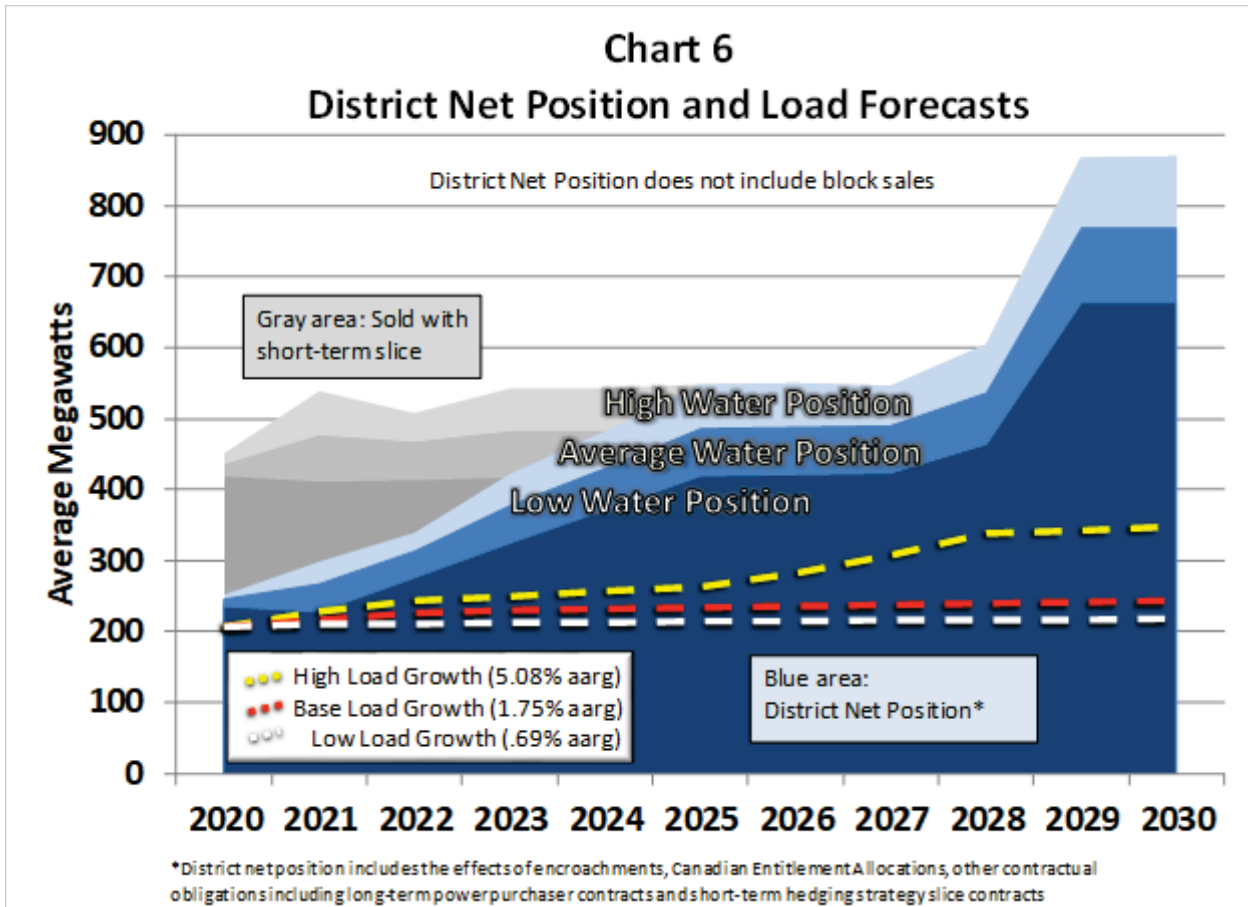 Chart 6
District Net Position and Load Forecasts
900
District Net Position does not include block sales
800
700
600
500
400
300
200
100
0
Average Megawatts
Gray area: Sold with
short-term slice
High Water Position
Average Water Position
Low Water Position
High Load Growth (5.08% aarg)
Base Load Growth (1.75% aarg)
Low Load Growth (.69% aarg)
Blue area:
District Net Position*
2020 2021 2022 2023 2024 2025 2026 2027 2028 2029 2030
*District net position includes the effects of encroachments, Canadian Entitlement Allocations, other contractual
obligations including long-term power purchaser contracts and short-term hedging strategy slice contracts